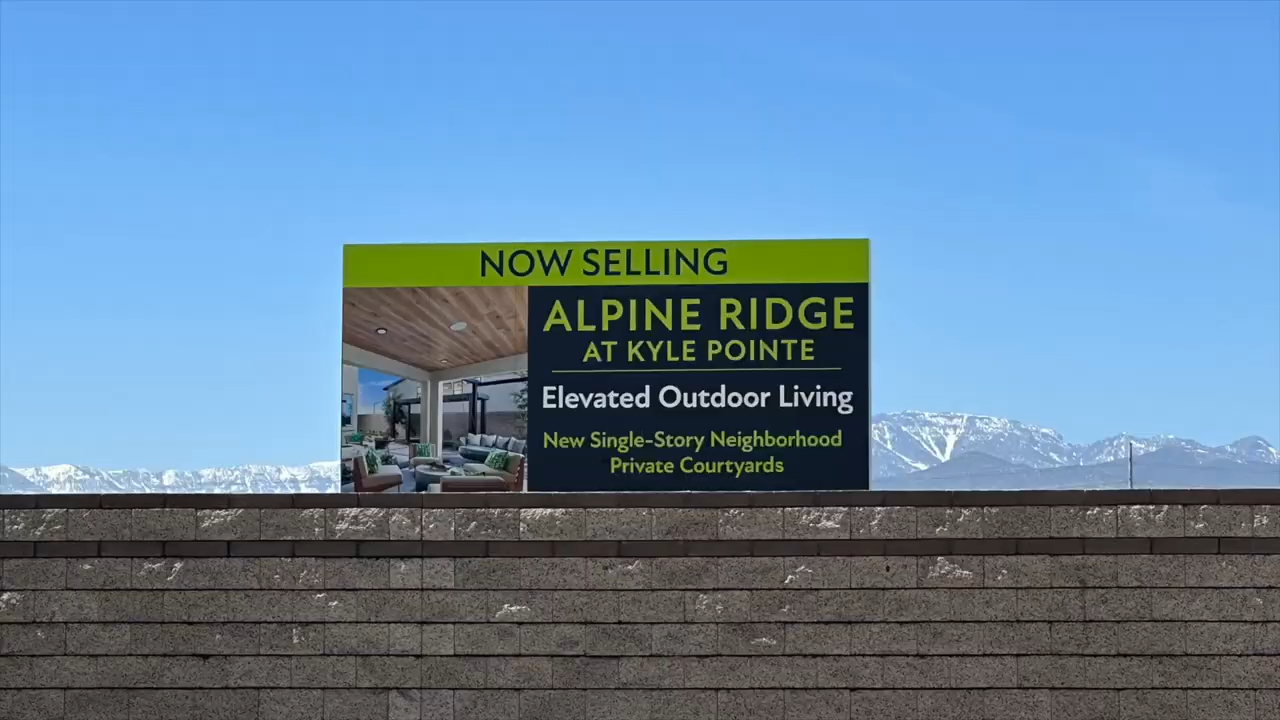 NOW SELLING
ALPINE RIDGE
AT KYLE POINTE
Elevated Outdoor Living
New Single-Story Neighborhood
Private Courtyards